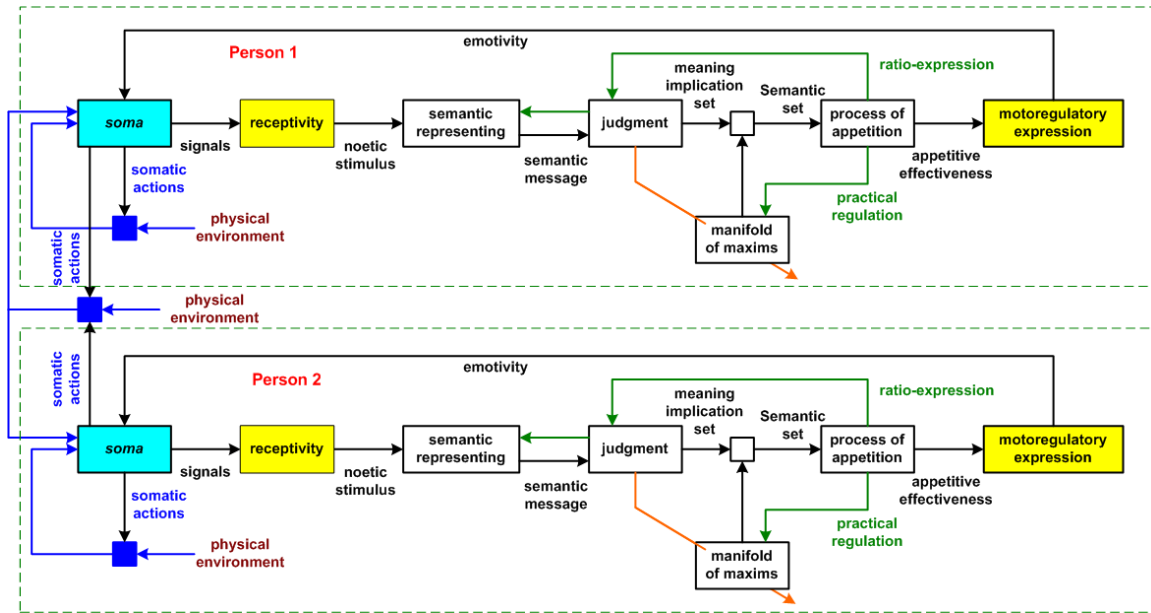 emotivity
Person 1
ratio-expression
meaning
implication
set
Semantic
set
soma
receptivity
semantic
representing
judgment
process of
appetition
motoregulatory
expression
signals
noetic
stimulus
semantic
message
appetitive
effectiveness
somatic
actions
practical
regulation
physical
environment
manifold
of maxims
somatic
actions
physical
environment
somatic
actions
emotivity
Person 2
ratio-expression
meaning
implication
set
Semantic
set
soma
receptivity
semantic
representing
judgment
process of
appetition
motoregulatory
expression
signals
noetic
stimulus
semantic
message
appetitive
effectiveness
somatic
actions
practical
regulation
physical
environment
manifold
of maxims